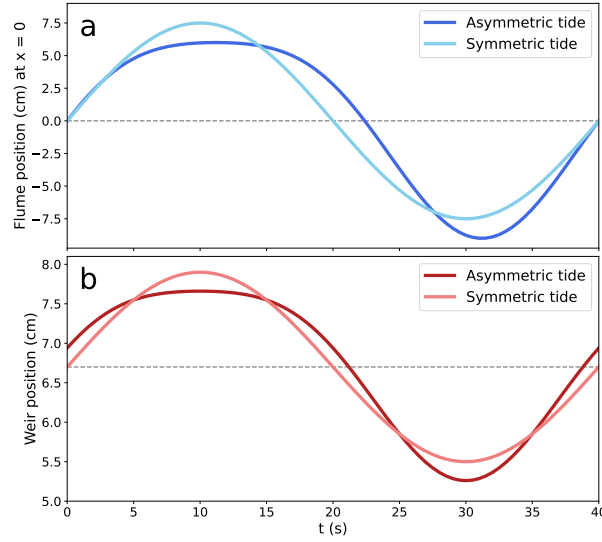 a
Flume position (cm) at x = 0
7.5
5.0
2.5
0.0
−2.5
−5.0
−7.5
Asymmetric tide
Symmetric tide
b
Weir position (cm)
8.0
7.5
7.0
6.5
6.0
5.5
5.0
Asymmetric tide
Symmetric tide
0 5 10 15 20 25 30 35 40
t (s)